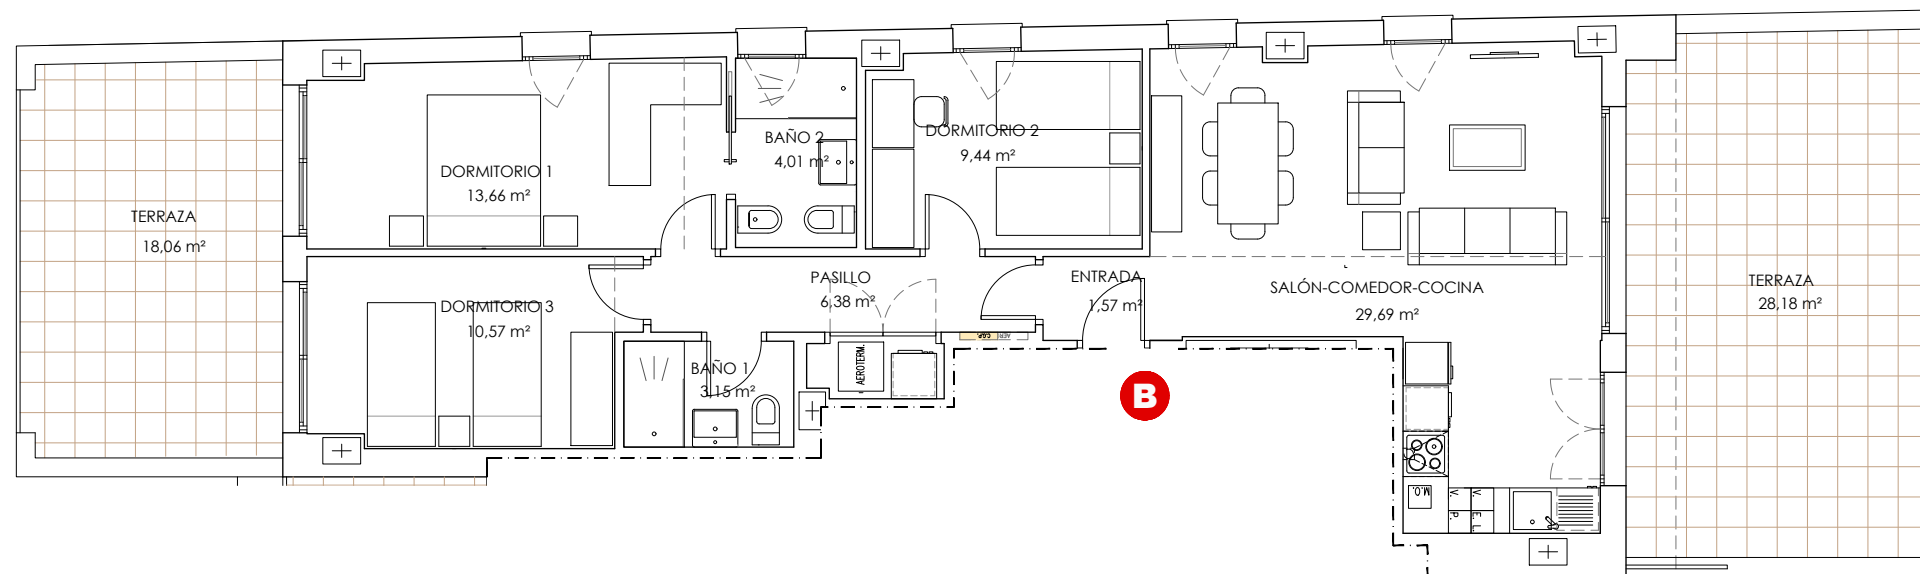 TERRAZA
18,06 m²
DORMITORIO 1
13,66 m²
BAÑO 2
4,01 m²
DORMITORIO 2
9,44 m²
DORMITORIO 3
10,57 m²
BAÑO 1
3,15 m²
PASILLO
6,38 m²
AEROTERM.
ENTRADA
1,57 m²
SALÓN-COMEDOR-COCINA
29,69 m²
TERRAZA
28,18 m²
B
M.O.
V.
V.
P.
E.L.